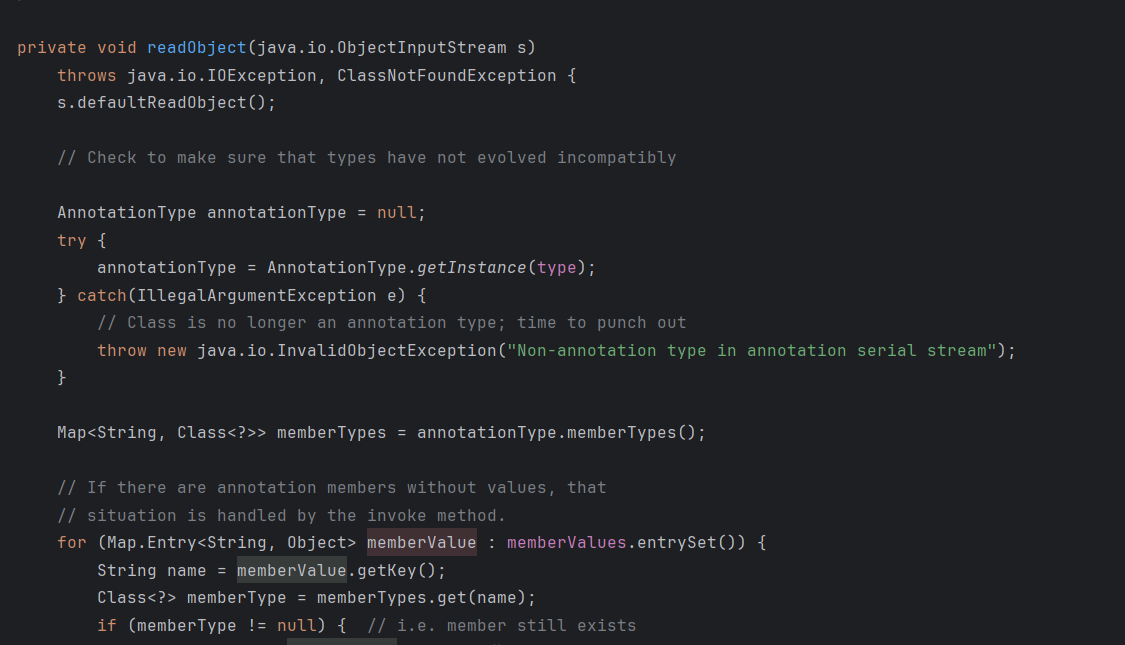 private void readObject(java.io.ObjectInputStream s)
    throws java.io.IOException, ClassNotFoundException {
    s.defaultReadObject();
    // Check to make sure that types have not evolved incompatibly
    AnnotationType annotationType = null;
    try {
        annotationType = AnnotationType.getInstance(type);
    } catch(IllegalArgumentException e) {
        // Class is no longer an annotation type; time to punch out
        throw new java.io.InvalidObjectException("Non-annotation type in annotation serial stream");
    }
    Map<String, Class<?>> memberTypes = annotationType.memberTypes();
    // If there are annotation members without values, that
    // situation is handled by the invoke method.
    for (Map.Entry<String, Object> memberValue : memberValues.entrySet()) {
        String name = memberValue.getKey();
        Class<?> memberType = memberTypes.get(name);
        if (memberType != null) {  // i.e. member still exists